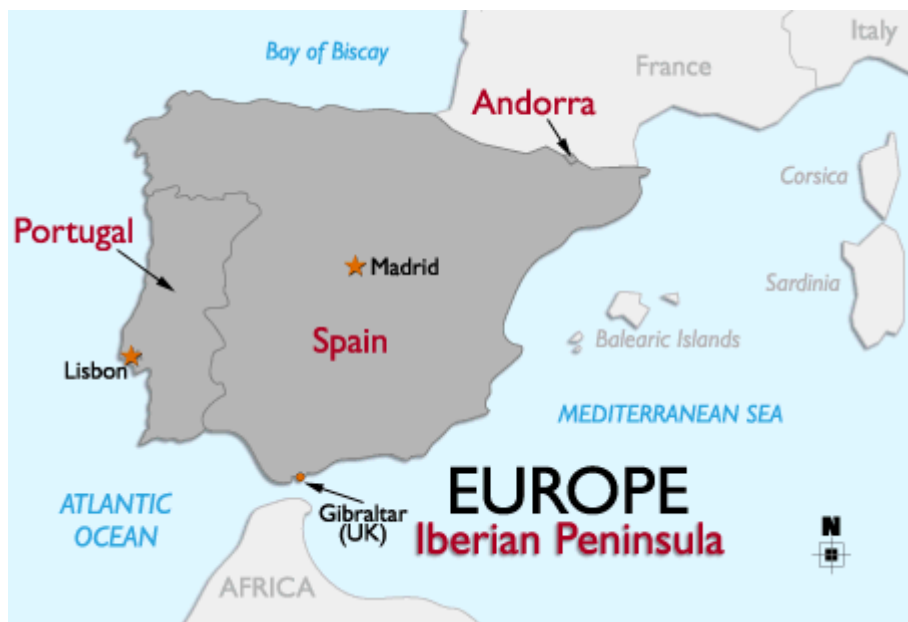 Italy
Bay of Biscay
France
Andorra
Corsica
Portugal
Madrid
Sardinia
Spain
Balearic Islands
Lisbon
MEDITERRANEAN SEA
EUROPE
Iberian Peninsula
ATLANTIC
OCEAN
Gibraltar
(UK)
N
AFRICA